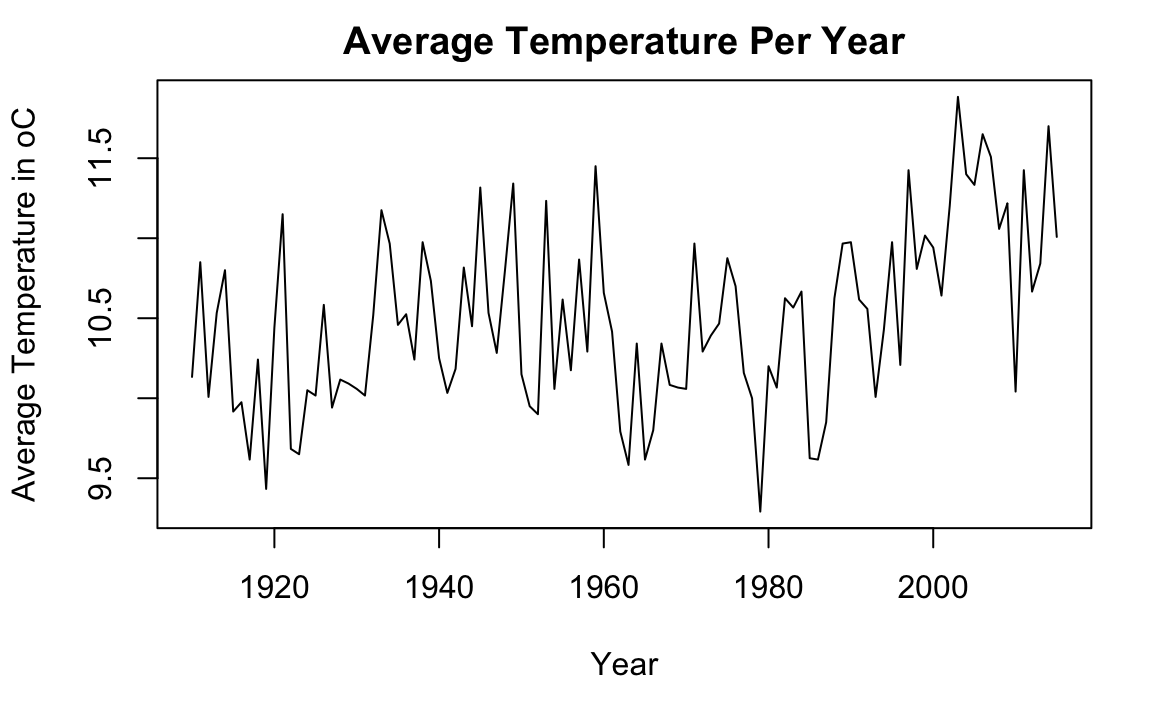 Average Temperature Per Year
Average Temperature in oC
11.5
10.5
9.5
1920 1940 1960 1980 2000
Year